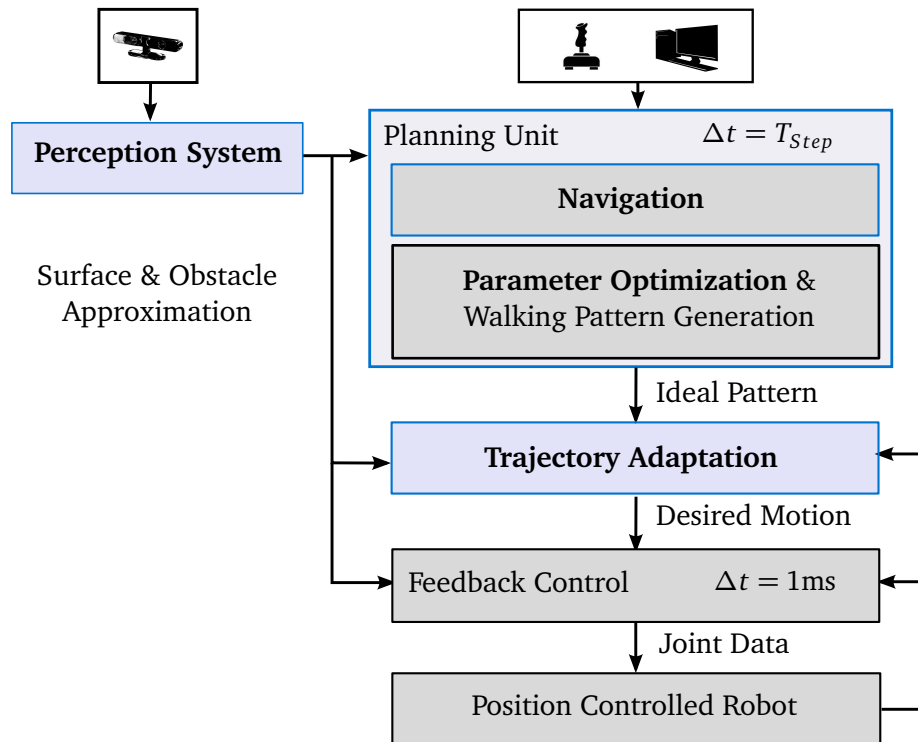 Perception System
Planning Unit Δt = T_Step
Navigation
Surface & Obstacle
Approximation
Parameter Optimization &
Walking Pattern Generation
Ideal Pattern
Trajectory Adaptation
Desired Motion
Feedback Control Δt = 1ms
Joint Data
Position Controlled Robot